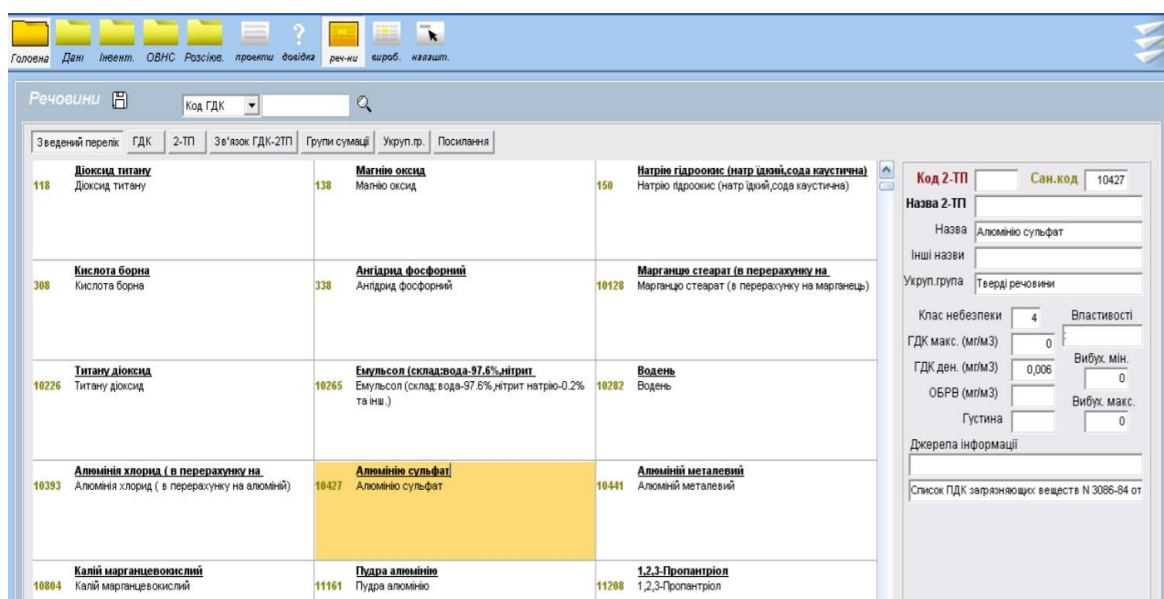 Головна Дані Інвент. ОВНС Розсіюв. проекти довідка реч-ни вироб. налашт.
Речовини Код ГДК
Зведений перелік ГДК 2-ТП Зв'язок ГДК-2ТП Групи сумації Укруп.гр. Посилання
Діоксид титану
118 Діоксид титану
Магнію оксид
138 Магнію оксид
Натрію гідроокис (натр їдкий,сода каустична)
150 Натрію гідроокис (натр їдкий,сода каустична)
Кислота борна
308 Кислота борна
Ангідрид фосфорний
338 Ангідрид фосфорний
Марганцю стеарат (в перерахунку на
10128 Марганцю стеарат (в перерахунку на марганець)
Титану діоксид
10226 Титану діоксид
Емульсол (склад:вода-97.6%,нітрит
10265 Емульсол (склад:вода-97.6%,нітрит натрію-0.2%
та інш.)
Водень
10282 Водень
Алюмінія хлорид ( в перерахунку на
10393 Алюмінія хлорид ( в перерахунку на алюміній)
Алюмінію сульфат
10427 Алюмінію сульфат
Алюміній металевий
10441 Алюміній металевий
Калій марганцевокислий
10804 Калій марганцевокислий
Пудра алюмінію
11161 Пудра алюмінію
1,2,3-Пропантріол
11208 1,2,3-Пропантріол
Код 2-ТП Сан.код 10427
Назва 2-ТП
Назва Алюмінію сульфат
Інші назви
Укруп.група Тверді речовини
Клас небезпеки 4 Властивості
ГДК макс. (мг/м3) 0 :
ГДК ден. (мг/м3) 0,006 Вибух. мін.
0
ОБРВ (мг/м3) Вибух. макс.
Густина 0
Джерела інформації
Список ПДК загрязняющих веществ N 3086-84 от